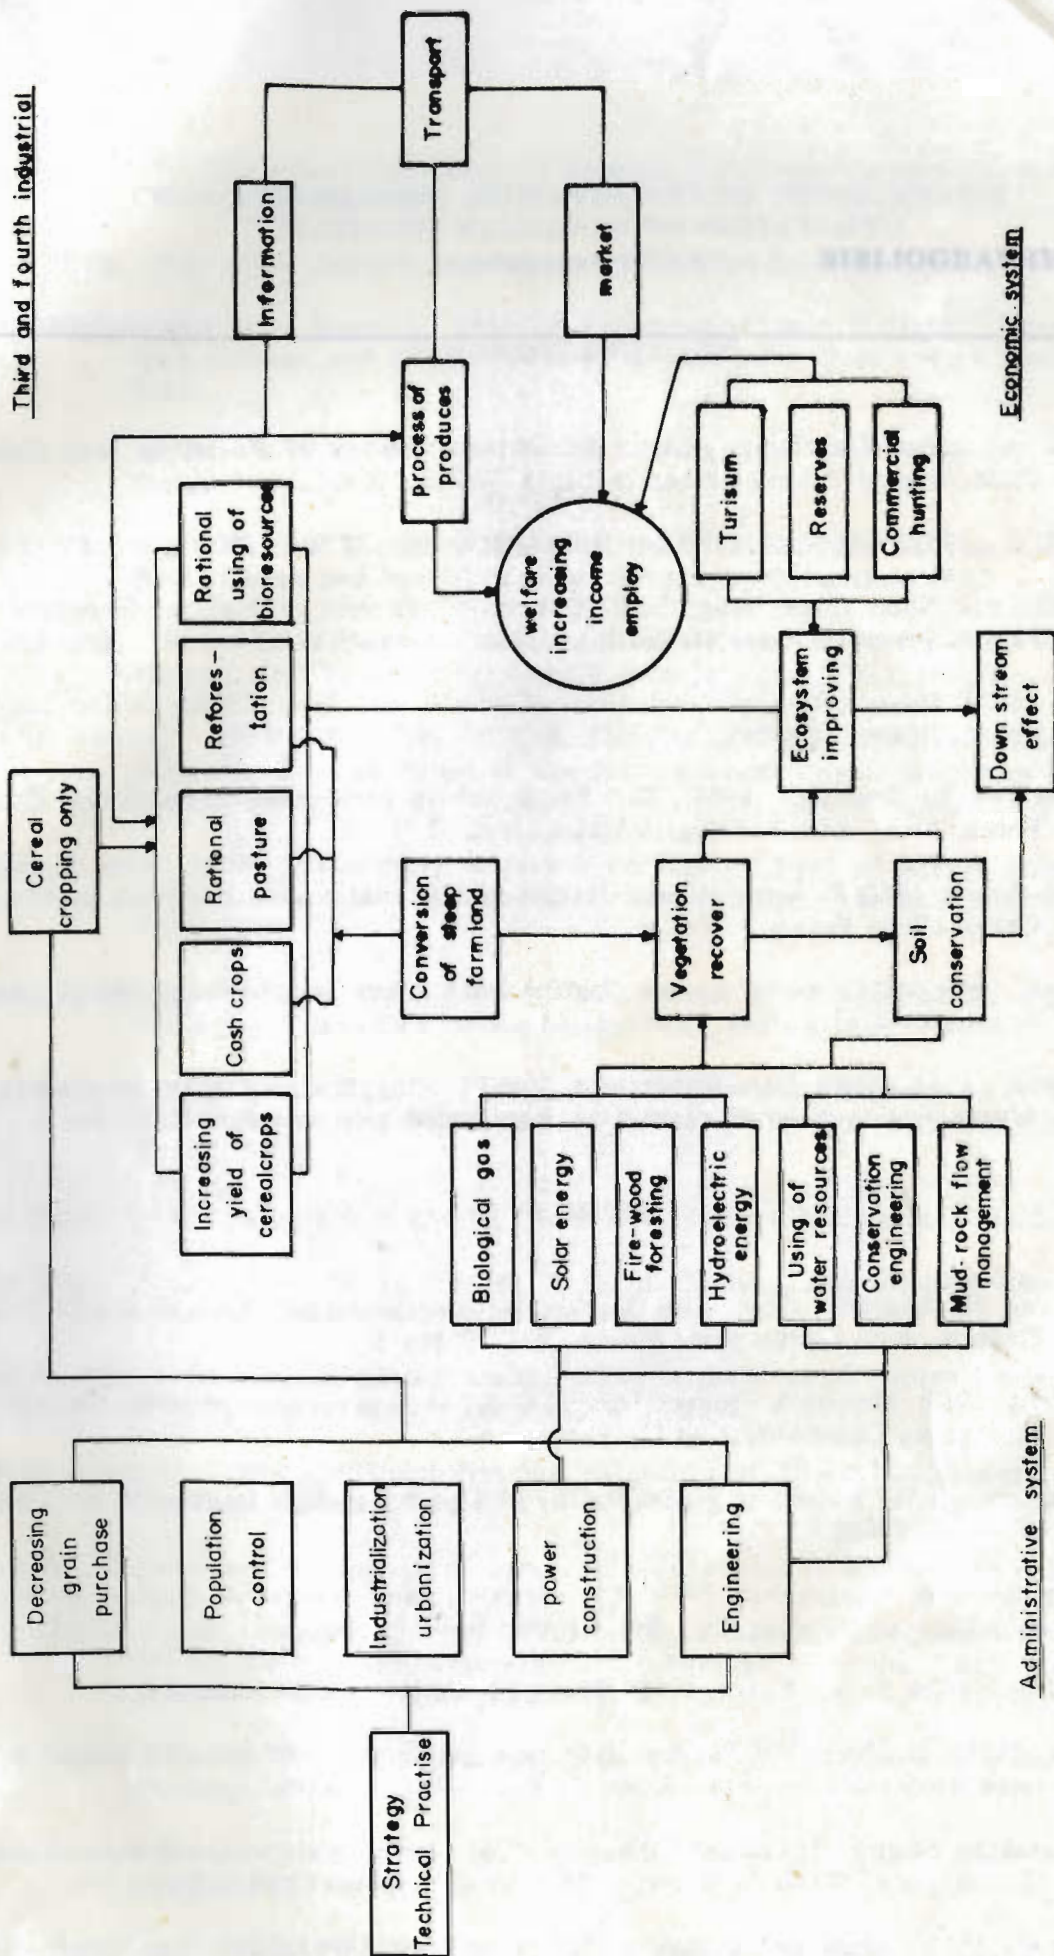 Third and fourth industrial
Strategy
Technical Practise
Decreasing
grain
purchase
Population
control
Industrialization
urbanization
power
construction
Engineering
Cereal
cropping only
Increasing
yield of
cerealcrops
Cash crops
Rational
pasture
Refores-
tation
Rational
using of
bioresources
Conversion
of steep
farmland
Biological gas
Solar energy
Fire-wood
foresting
Hydroelectric
energy
Using of
water resources
Conservation
engineering
Mud-rock flow
management
Vegetation
recover
Soil
conservation
Ecosystem
improving
Down stream
effect
Turisum
Reserves
Commercial
hunting
welfare
increasing
income
employ
process of
produces
Information
Transport
market
Administrative system
Economic system